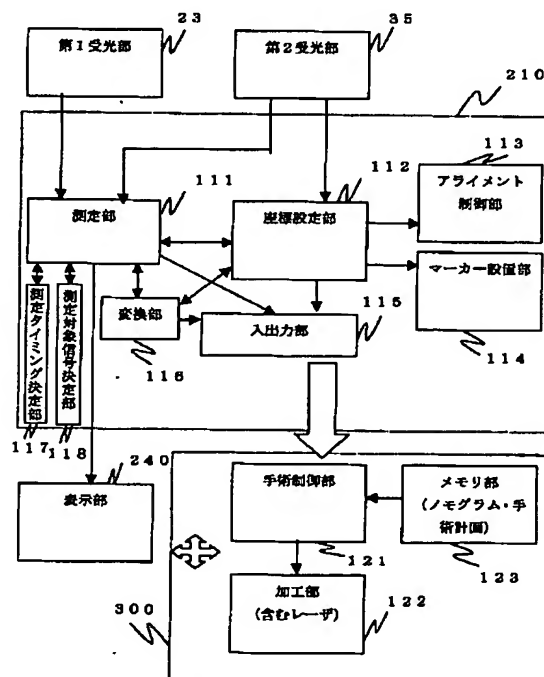 23
35
第1受光部
第2受光部
210
113
111
112
アライメント
制御部
測定部
座標設定部
マーカー設置部
変換部
115
入出力部
114
116
測定タイミング決定部
測定対象信号決定部
117
118
240
表示部
手術制御部
メモリ部
(ノモグラム・手
術計画)
121
123
加工部
(含むレーザ)
300
122